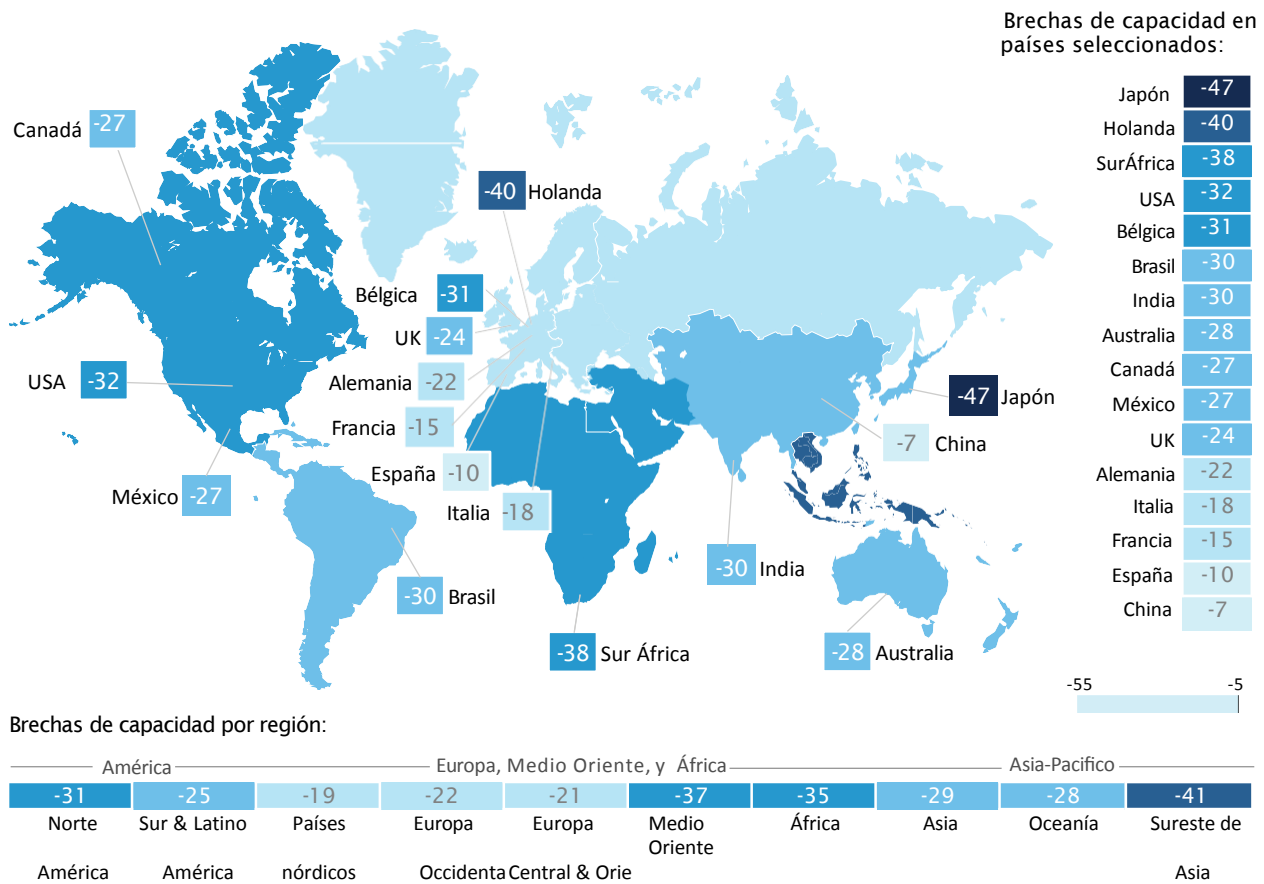 Brechas de capacidad en
países seleccionados:
Japón -47
Holanda -40
SurÁfrica -38
USA -32
Bélgica -31
Brasil -30
India -30
Australia -28
Canadá -27
México -27
UK -24
Alemania -22
Italia -18
Francia -15
España -10
China -7
-55 -5
Canadá -27
-40 Holanda
Bélgica -31
UK -24
USA -32
Alemania -22
-47 Japón
Francia -15
-7 China
España -10
México -27
Italia -18
-30 India
-30 Brasil
-38 Sur África
-28 Australia
Brechas de capacidad por región:
América Europa, Medio Oriente, y África Asia-Pacifico
-31 -25 -19 -22 -21 -37 -35 -29 -28 -41
Norte Sur & Latino Países Europa Europa Medio África Asia Oceanía Sureste de
Oriente
América América nórdicos Occidenta Central & Orie Asia